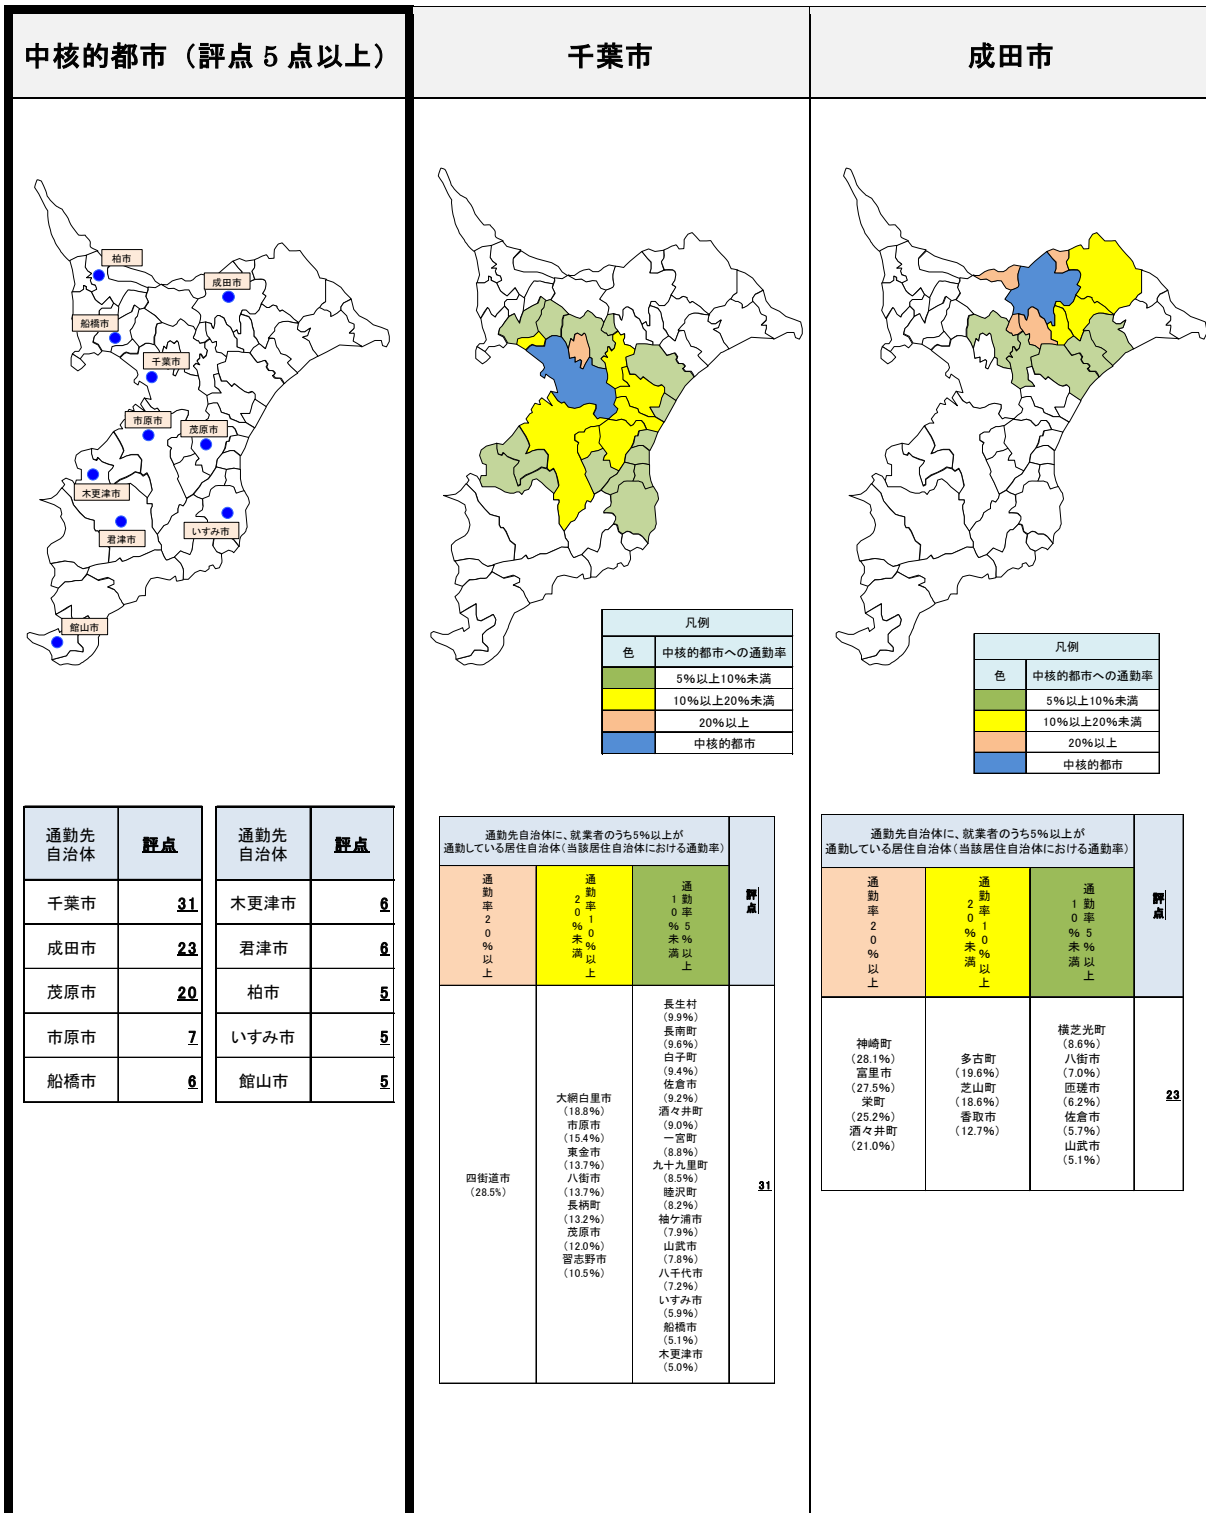 中核的都市（評点５点以上）
柏市
成田市
船橋市
千葉市
市原市
茂原市
木更津市
君津市
いすみ市
館山市
通勤先
自治体
評点
通勤先
自治体
評点
千葉市 31 木更津市 6
成田市 23 君津市 6
茂原市 20 柏市 5
市原市 7 いすみ市 5
船橋市 6 館山市 5
千葉市
凡例
色 中核的都市への通勤率
5%以上10%未満
10%以上20%未満
20%以上
中核的都市
通勤先自治体に、就業者のうち5%以上が
通勤している居住自治体（当該居住自治体における通勤率）
評点
通勤率20%以上
通勤率10%以上
20%未満
通勤率5%以上
10%未満
四街道市
（28.5%）
大網白里市
（18.8%）
市原市
（15.4%）
東金市
（13.7%）
八街市
（13.7%）
長柄町
（13.2%）
茂原市
（12.0%）
習志野市
（10.5%）
長生村
（9.9%）
長南町
（9.6%）
白子町
（9.4%）
佐倉市
（9.2%）
酒々井町
（9.0%）
一宮町
（8.8%）
九十九里町
（8.5%）
睦沢町
（8.2%）
袖ケ浦市
（7.9%）
山武市
（7.8%）
八千代市
（7.2%）
いすみ市
（5.9%）
船橋市
（5.1%）
木更津市
（5.0%）
31
成田市
凡例
色 中核的都市への通勤率
5%以上10%未満
10%以上20%未満
20%以上
中核的都市
通勤先自治体に、就業者のうち5%以上が
通勤している居住自治体（当該居住自治体における通勤率）
評点
通勤率20%以上
通勤率10%以上
20%未満
通勤率5%以上
10%未満
神崎町
（28.1%）
富里市
（27.5%）
栄町
（25.2%）
酒々井町
（21.0%）
多古町
（19.6%）
芝山町
（18.6%）
香取市
（12.7%）
横芝光町
（8.6%）
八街市
（7.0%）
匝瑳市
（6.2%）
佐倉市
（5.7%）
山武市
（5.1%）
23